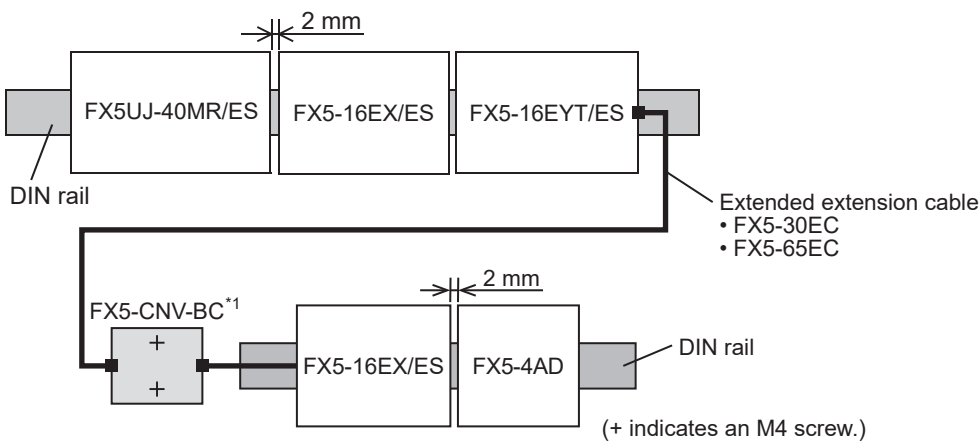 2 mm
FX5UJ-40MR/ES
FX5-16EX/ES
FX5-16EYT/ES
DIN rail
Extended extension cable
• FX5-30EC
• FX5-65EC
2 mm
FX5-CNV-BC*1
FX5-16EX/ES
FX5-4AD
DIN rail
(+ indicates an M4 screw.)